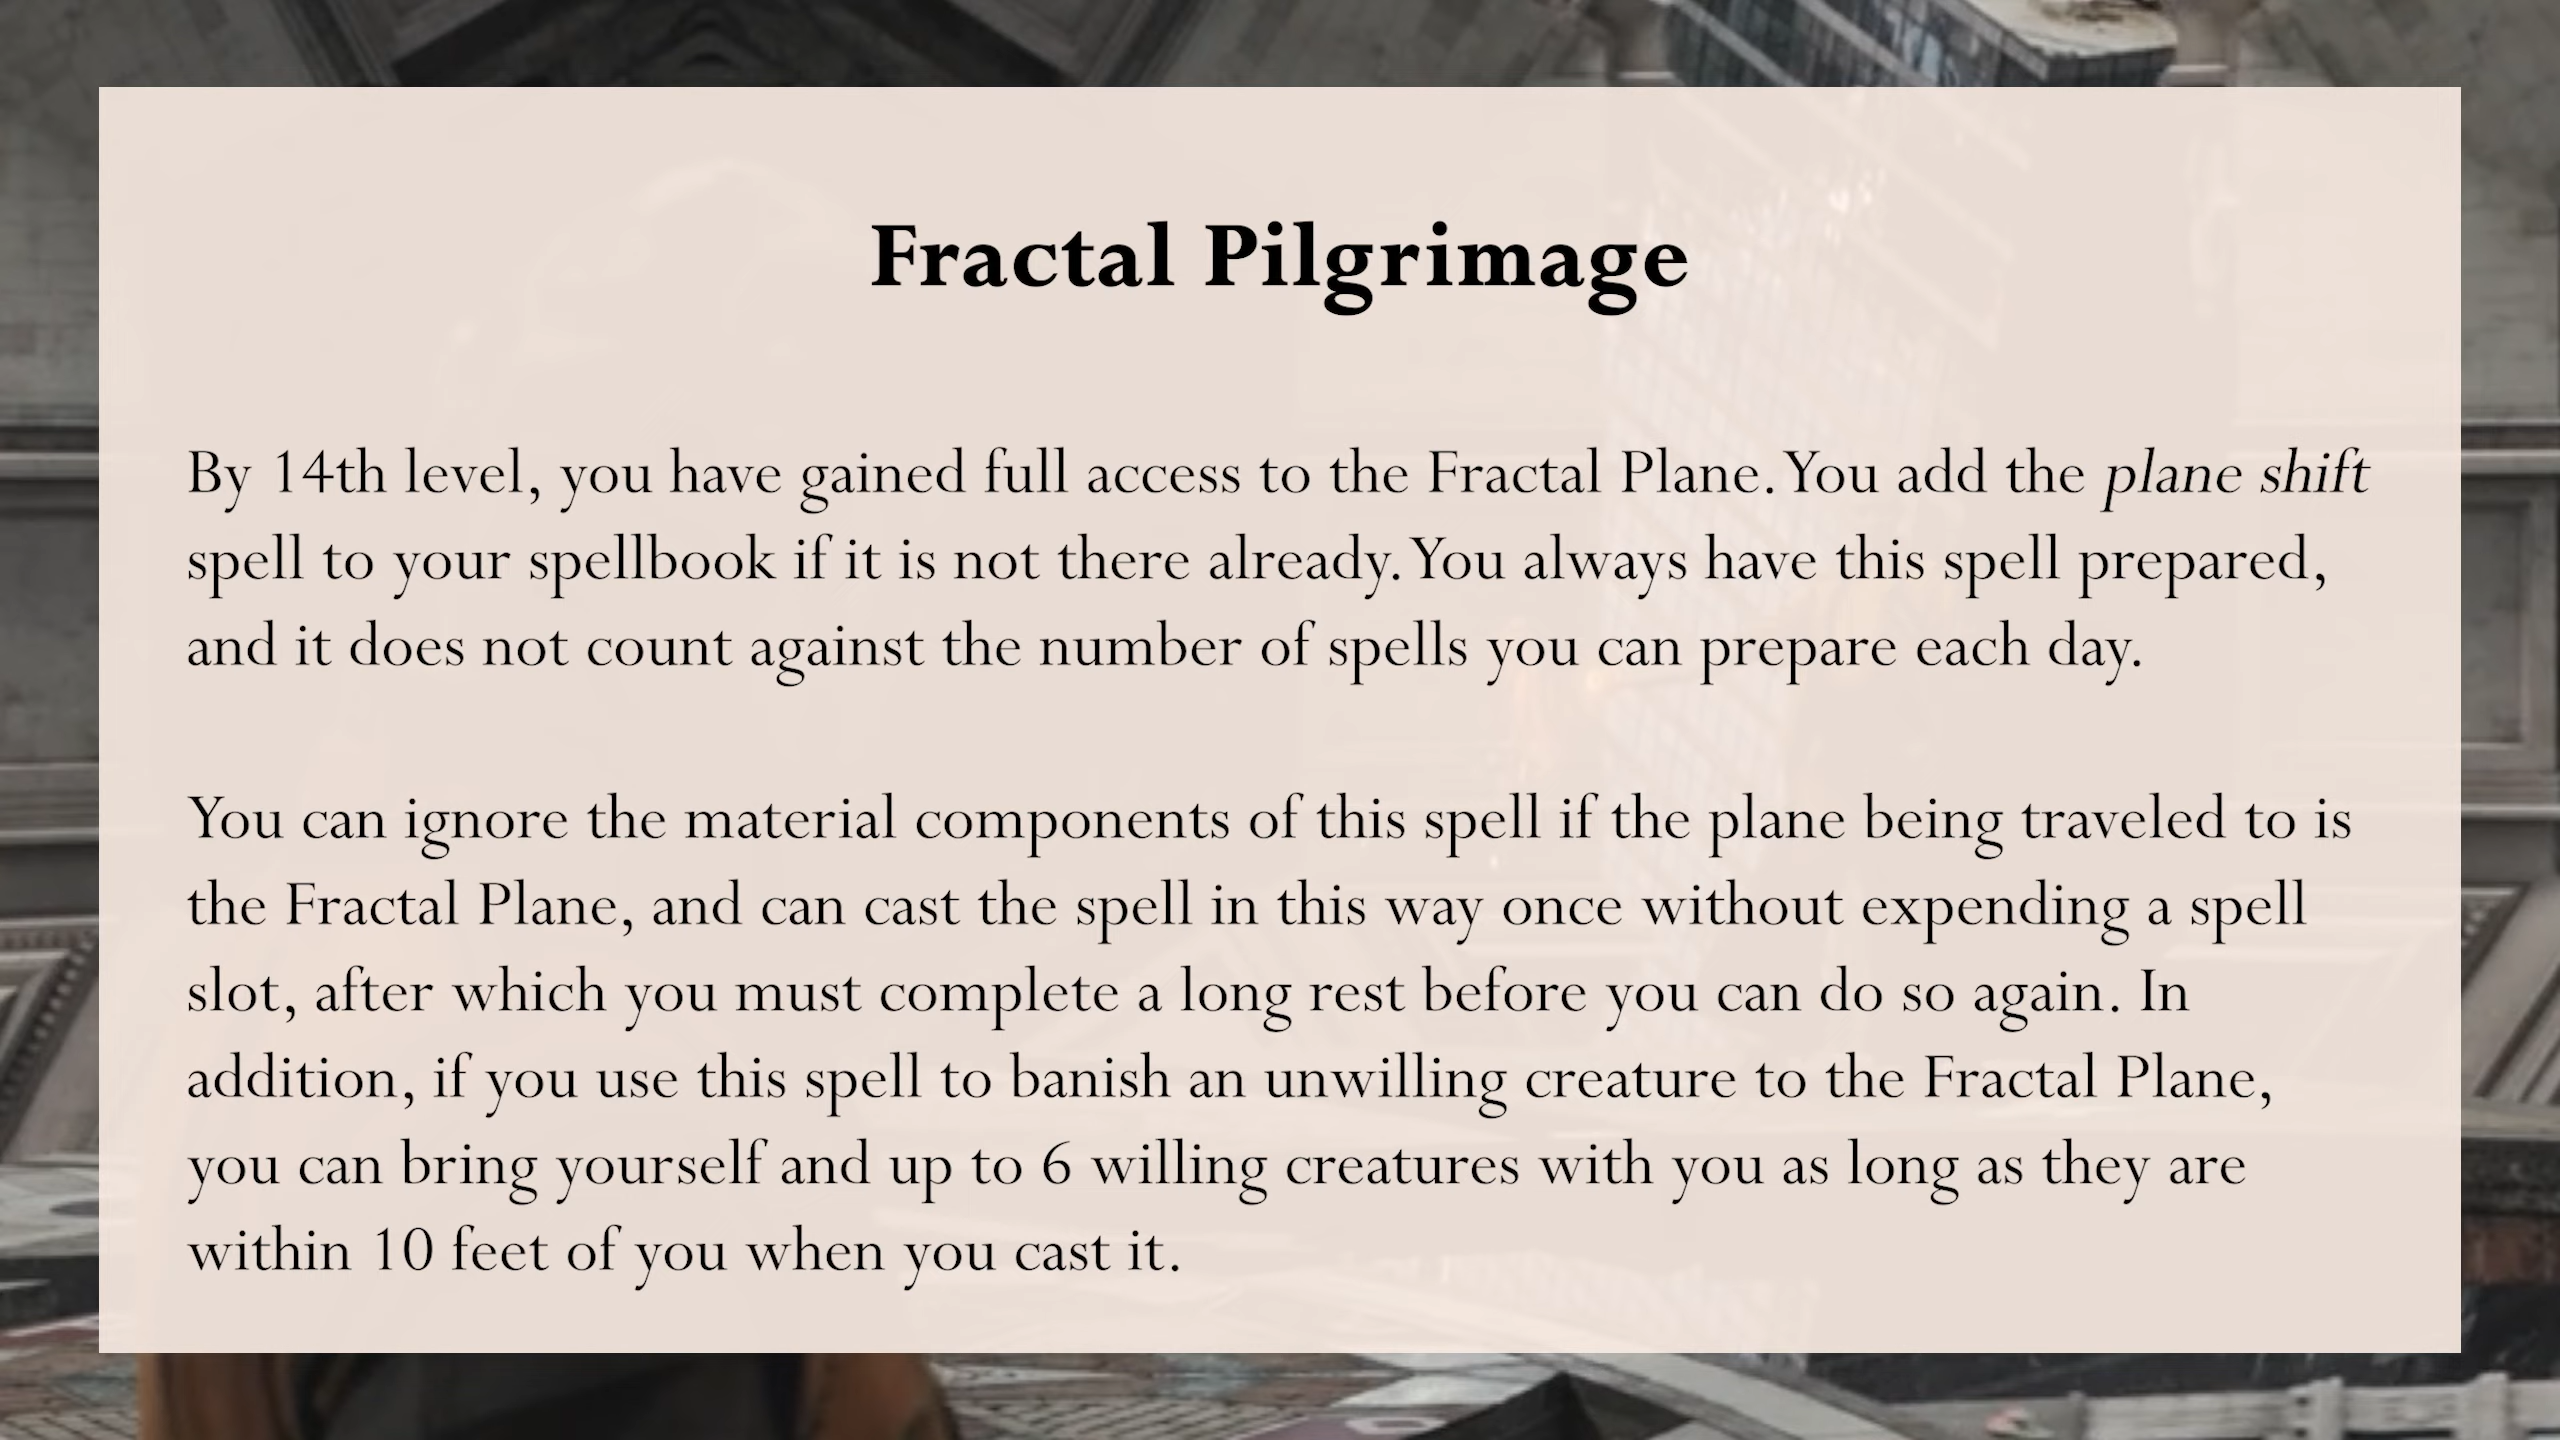 Fractal Pilgrimage
By 14th level, you have gained full access to the Fractal Plane. You add the plane shift
spell to your spellbook if it is not there already. You always have this spell prepared,
and it does not count against the number of spells you can prepare each day.
You can ignore the material components of this spell if the plane being traveled to is
the Fractal Plane, and can cast the spell in this way once without expending a spell
slot, after which you must complete a long rest before you can do so again. In
addition, if you use this spell to banish an unwilling creature to the Fractal Plane,
you can bring yourself and up to 6 willing creatures with you as long as they are
within 10 feet of you when you cast it.